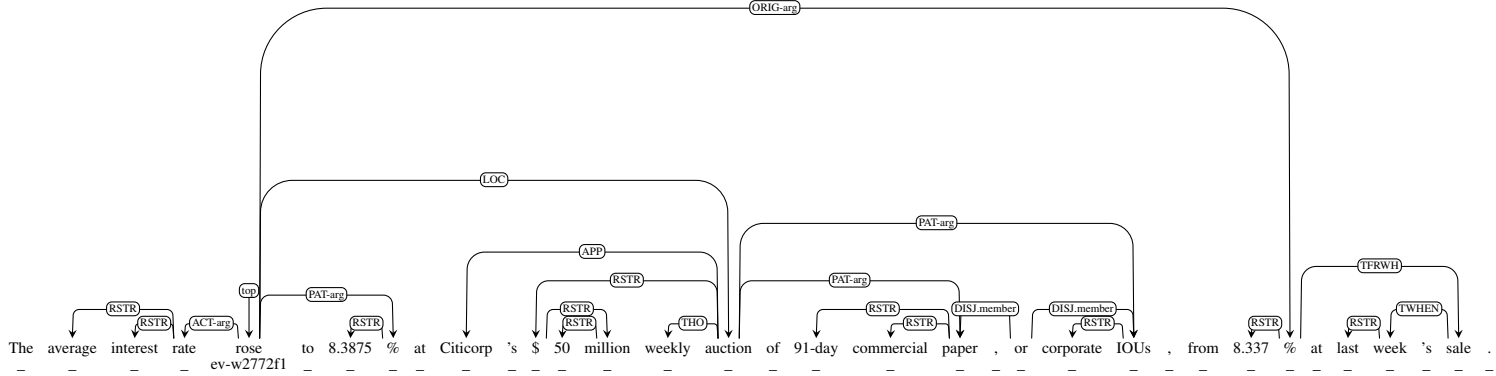 ORIG-arg
LOC
PAT-arg
APP
TFRWH
RSTR PAT-arg
top PAT-arg
RSTR RSTR RSTR DISJ.member DISJ.member TWHEN
RSTR ACT-arg RSTR RSTR THO RSTR RSTR RSTR RSTR
The average interest rate rose to 8.3875 % at Citicorp 's $ 50 million weekly auction of 91-day commercial paper , or corporate IOUs , from 8.337 % at last week 's sale .
_ _ _ _ ev-w2772f1 _ _ _ _ _ _ _ _ _ _ _ _ _ _ _ _ _ _ _ _ _ _ _ _ _ _ _ _ _